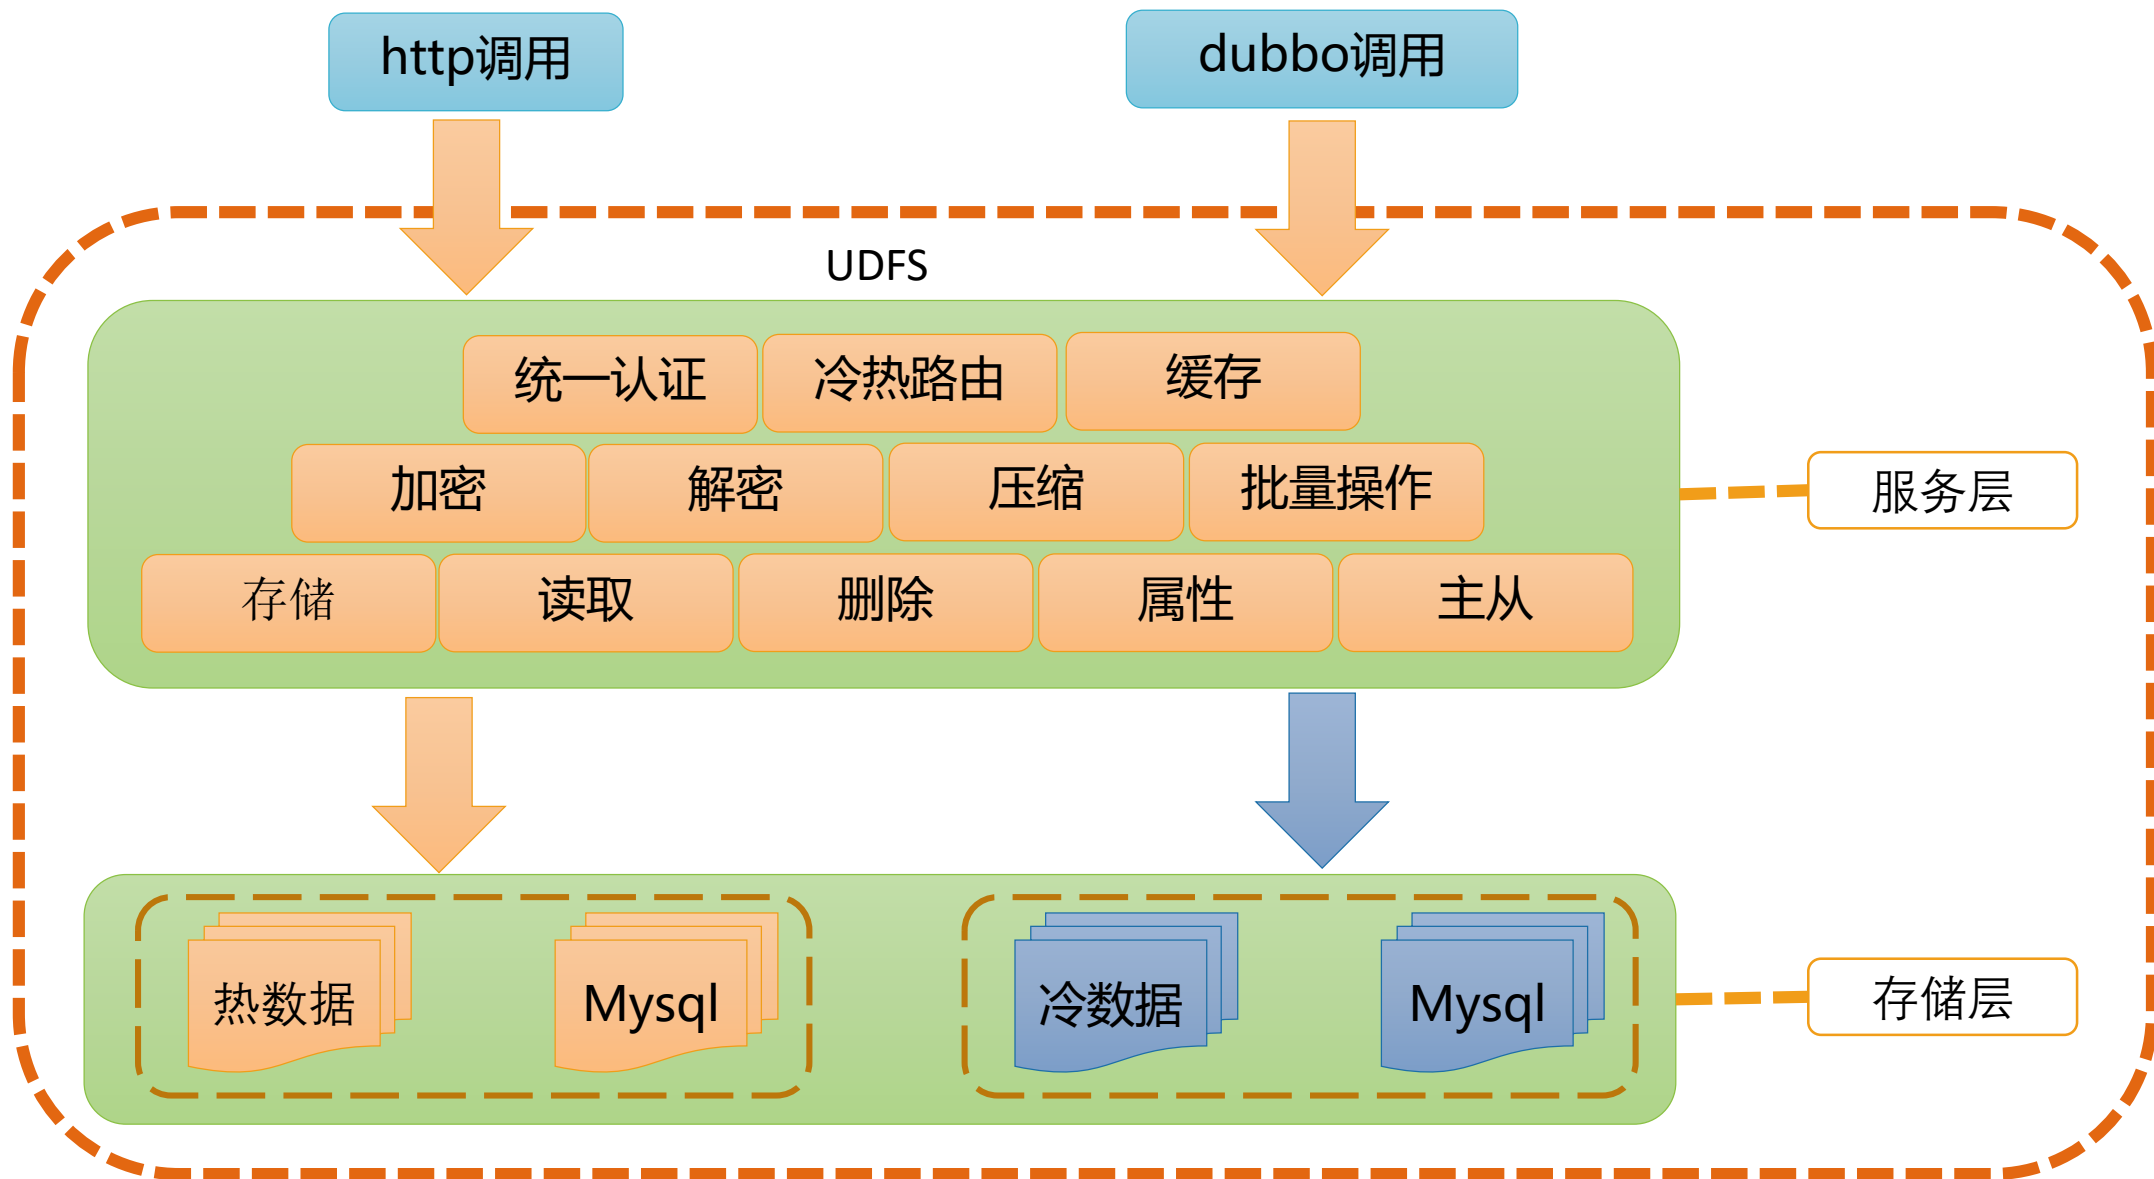 http调用
dubbo调用
UDFS
统一认证
冷热路由
缓存
加密
解密
压缩
批量操作
服务层
存储
读取
删除
属性
主从
热数据
Mysql
冷数据
Mysql
存储层